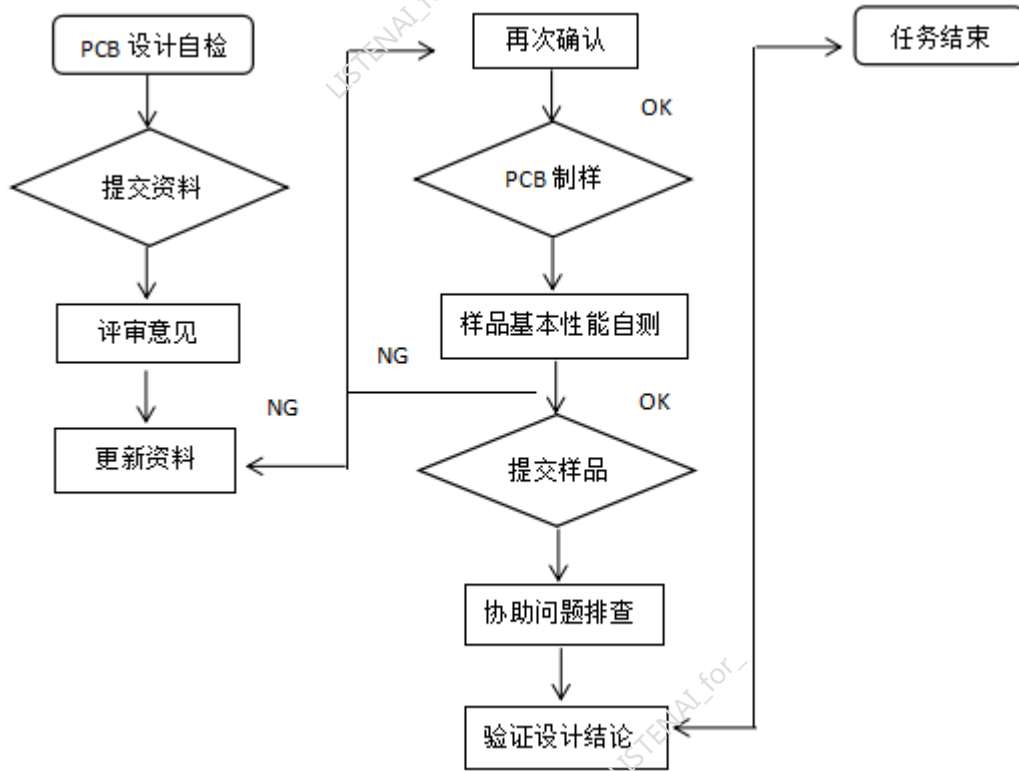 PCB 设计自检
提交资料
评审意见
更新资料
NG
NG
再次确认
OK
PCB 制样
样品基本性能自测
OK
提交样品
协助问题排查
验证设计结论
任务结束
LISTENAI_fo
LISTENAI_for_